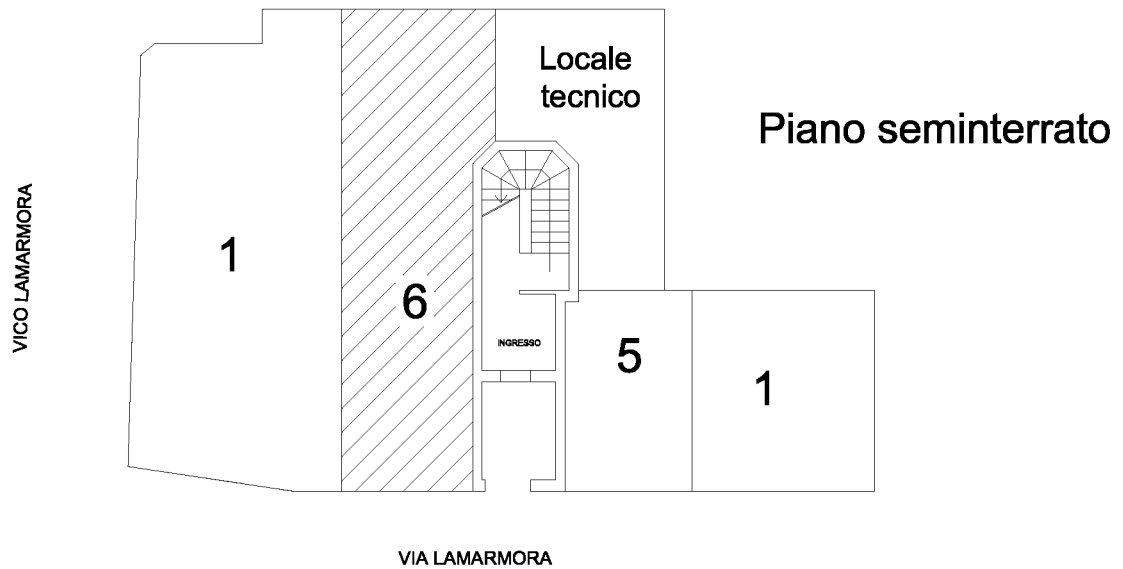 Locale
tecnico
Piano seminterrato
VICO LAMARMORA
1
6
INGRESSO
5
1
VIA LAMARMORA